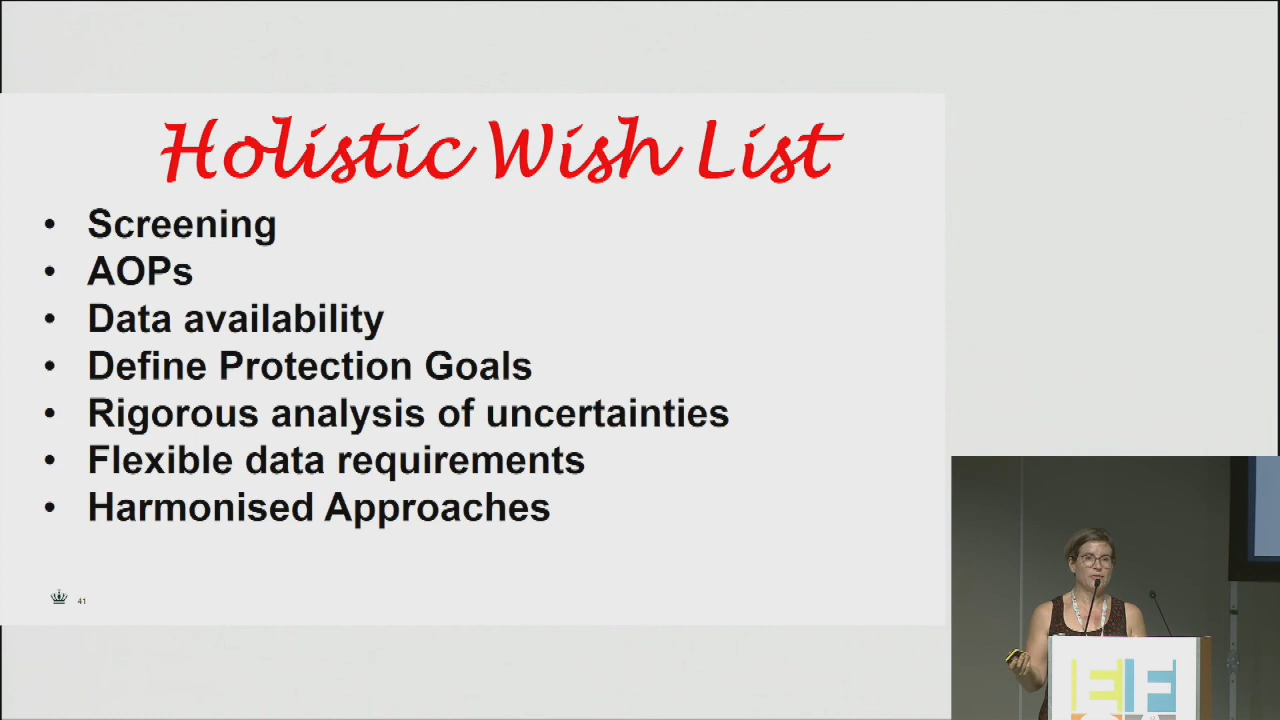 Holistic Wish List
• Screening
• AOPs
• Data availability
• Define Protection Goals
• Rigorous analysis of uncertainties
• Flexible data requirements
• Harmonised Approaches
41
EF